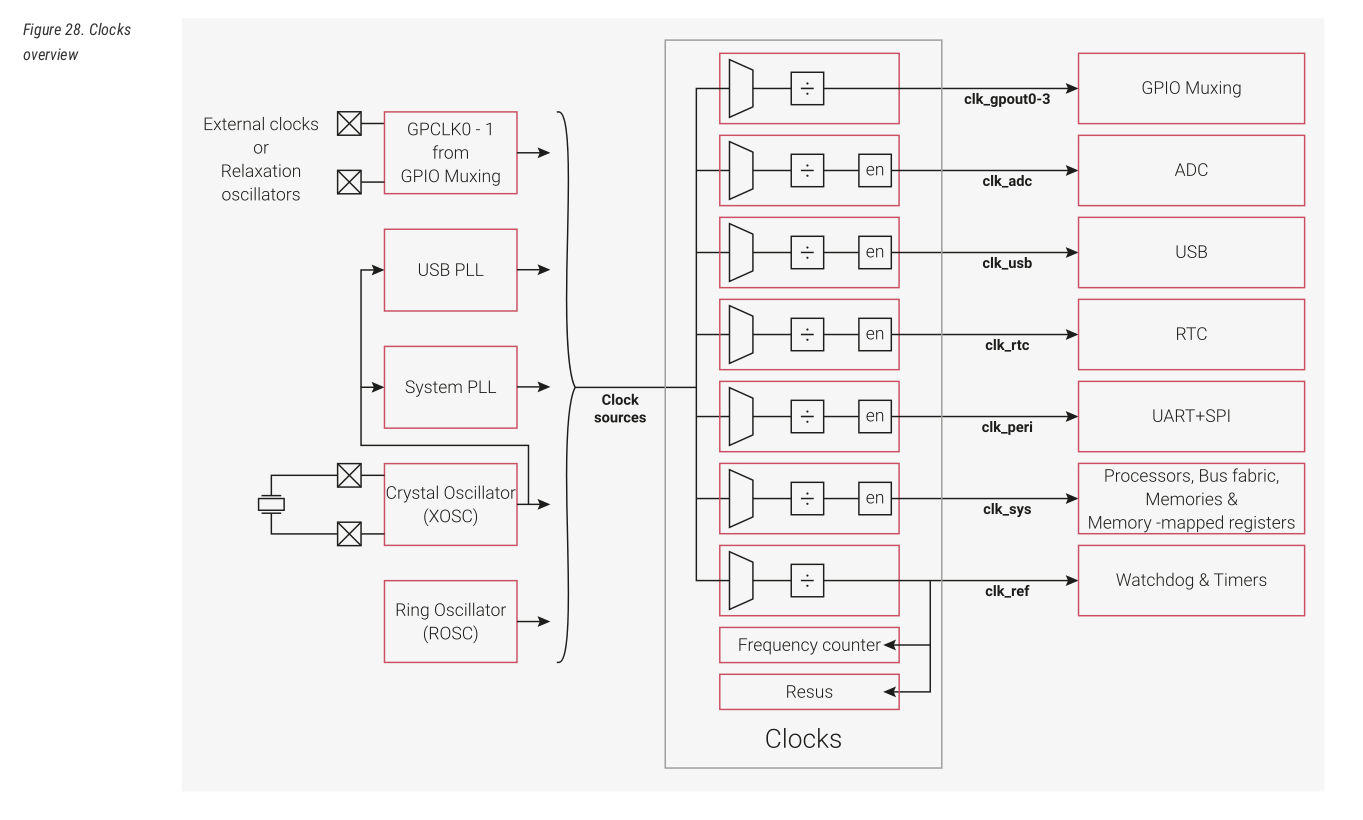 Figure 28. Clocks
overview
External clocks
or
Relaxation
oscillators
GPCLK0 - 1
from
GPIO Muxing
USB PLL
System PLL
Crystal Oscillator
(XOSC)
Ring Oscillator
(ROSC)
Clock
sources
÷
clk_gpout0-3
GPIO Muxing
÷
en
clk_adc
ADC
÷
en
clk_usb
USB
÷
en
clk_rtc
RTC
÷
en
clk_peri
UART+SPI
÷
en
clk_sys
Processors, Bus fabric,
Memories &
Memory -mapped registers
÷
clk_ref
Watchdog & Timers
Frequency counter
Resus
Clocks